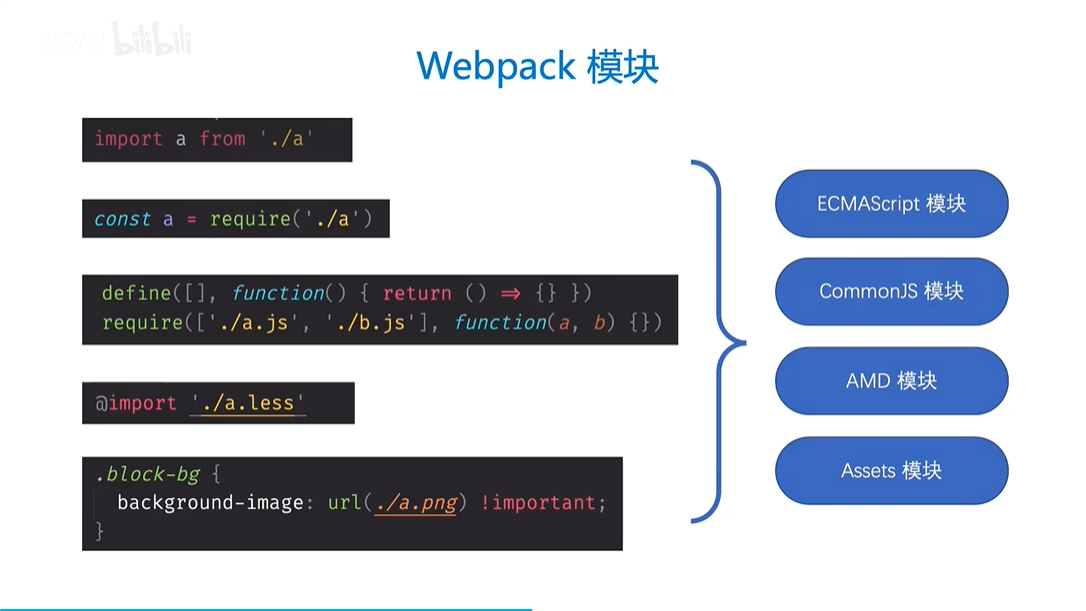 bilibili
Webpack 模块
import a from './a'
const a = require('./a')
define([], function() { return () => {} })
require(['./a.js', './b.js'], function(a, b) {})
@import './a.less'
.block-bg {
background-image: url(./a.png) !important;
}
ECMAScript 模块
CommonJS 模块
AMD 模块
Assets 模块